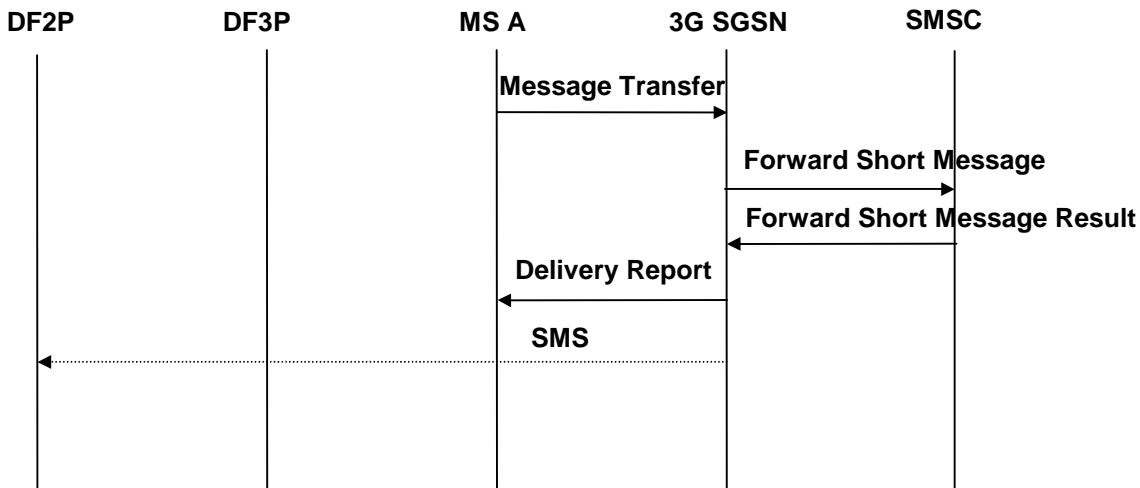 DF2P
DF3P
MS A
3G SGSN
SMSC
Message Transfer
Forward Short Message
Forward Short Message Result
Delivery Report
SMS